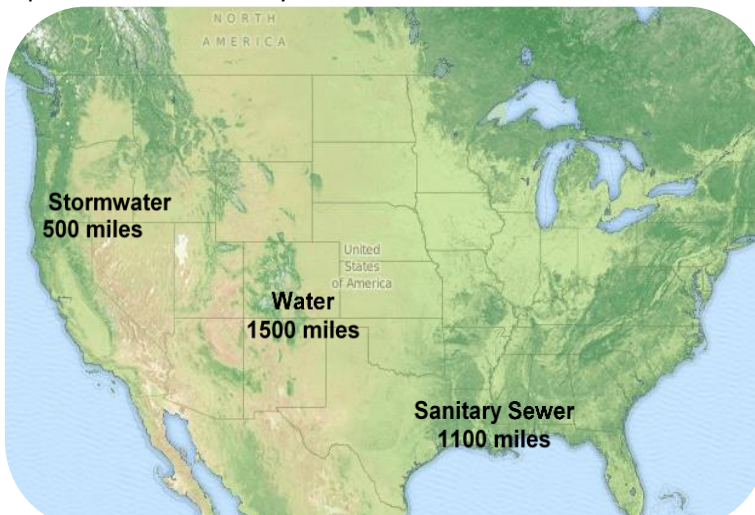 NORTH
AMERICA
Stormwater
500 miles
United
States
of America
Water
1500 miles
Sanitary Sewer
1100 miles